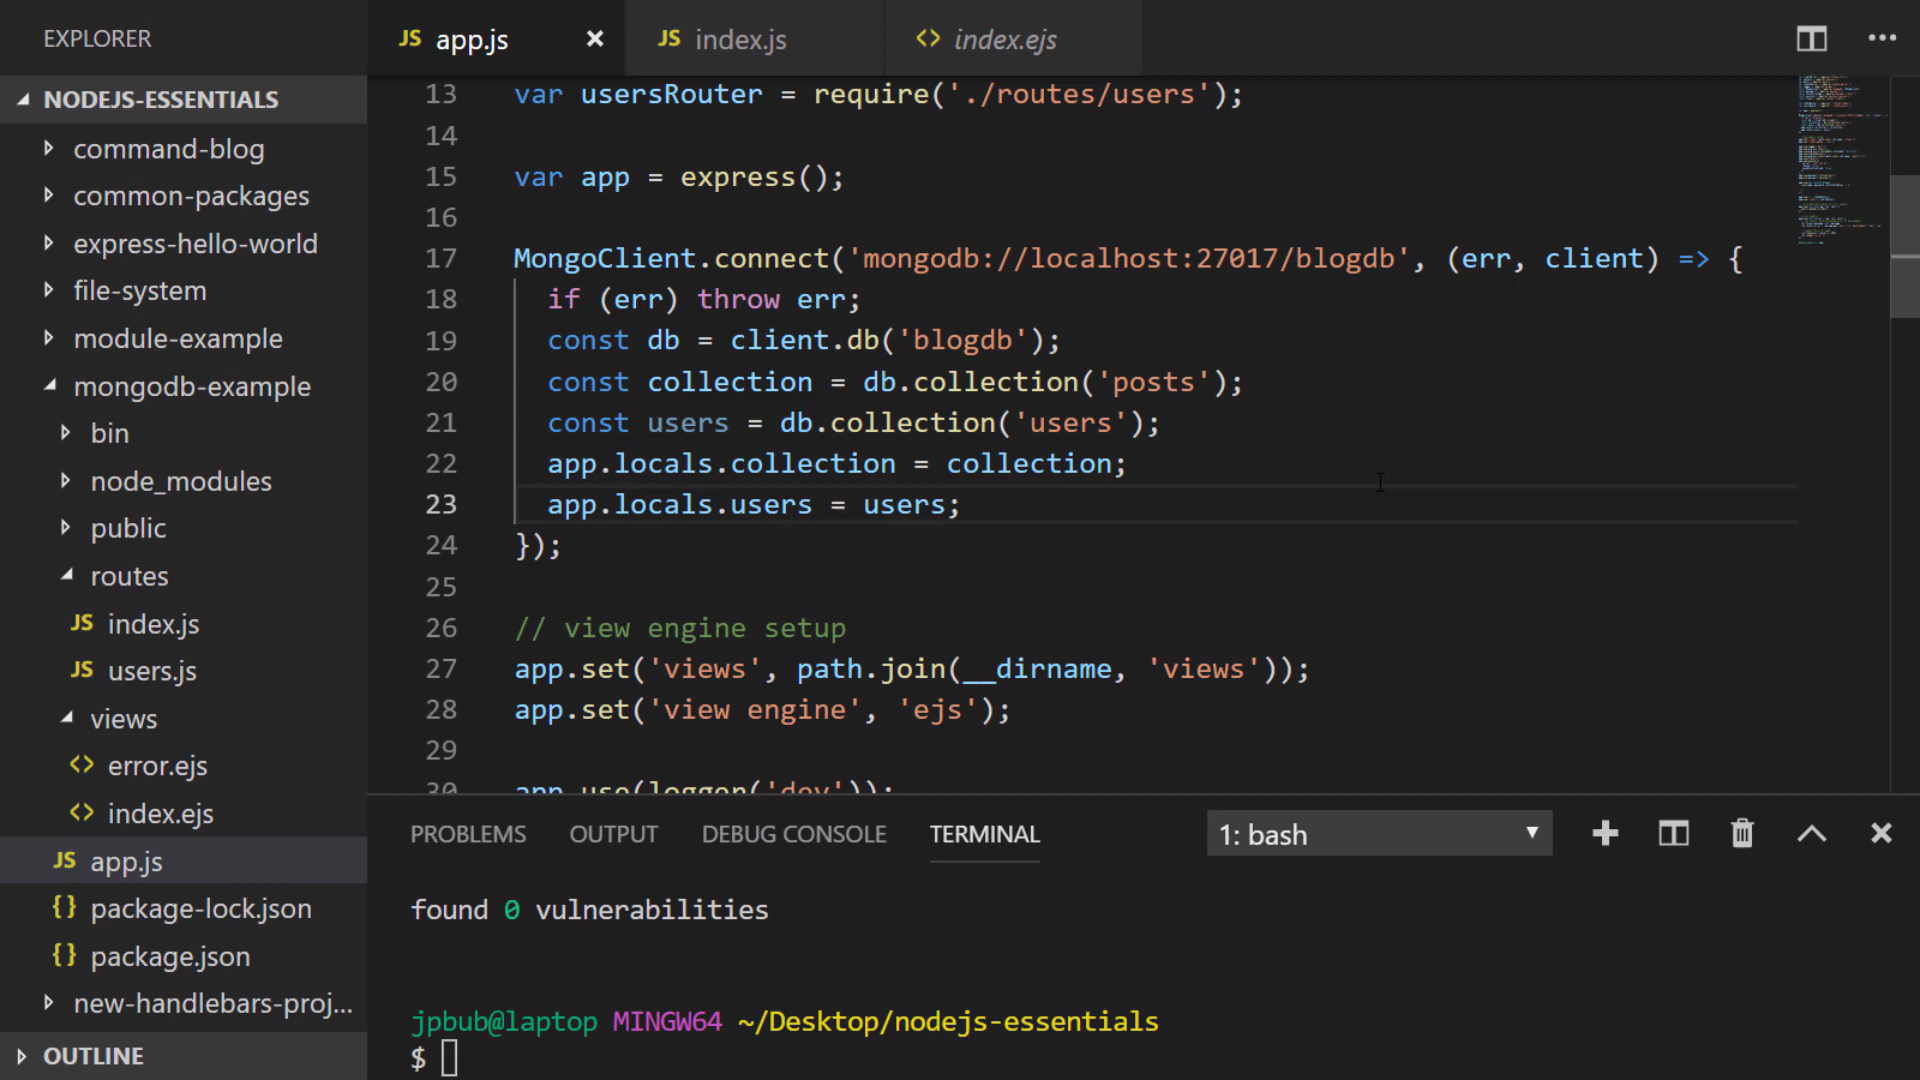 EXPLORER
NODEJS-ESSENTIALS
command-blog
common-packages
express-hello-world
file-system
module-example
mongodb-example
bin
node_modules
public
routes
JS index.js
JS users.js
views
<> error.ejs
<> index.ejs
JS app.js
{ } package-lock.json
{ } package.json
new-handlebars-proj...
OUTLINE
JS app.js ×
JS index.js
<> index.ejs
13 var usersRouter = require('./routes/users');
14
15 var app = express();
16
17 MongoClient.connect('mongodb://localhost:27017/blogdb', (err, client) => {
18 if (err) throw err;
19 const db = client.db('blogdb');
20 const collection = db.collection('posts');
21 const users = db.collection('users');
22 app.locals.collection = collection;
23 app.locals.users = users;
24 });
25
26 // view engine setup
27 app.set('views', path.join(__dirname, 'views'));
28 app.set('view engine', 'ejs');
29
30 app.use(logger('dev'));
PROBLEMS OUTPUT DEBUG CONSOLE TERMINAL 1: bash
found 0 vulnerabilities
jpbub@laptop MINGW64 ~/Desktop/nodejs-essentials
$